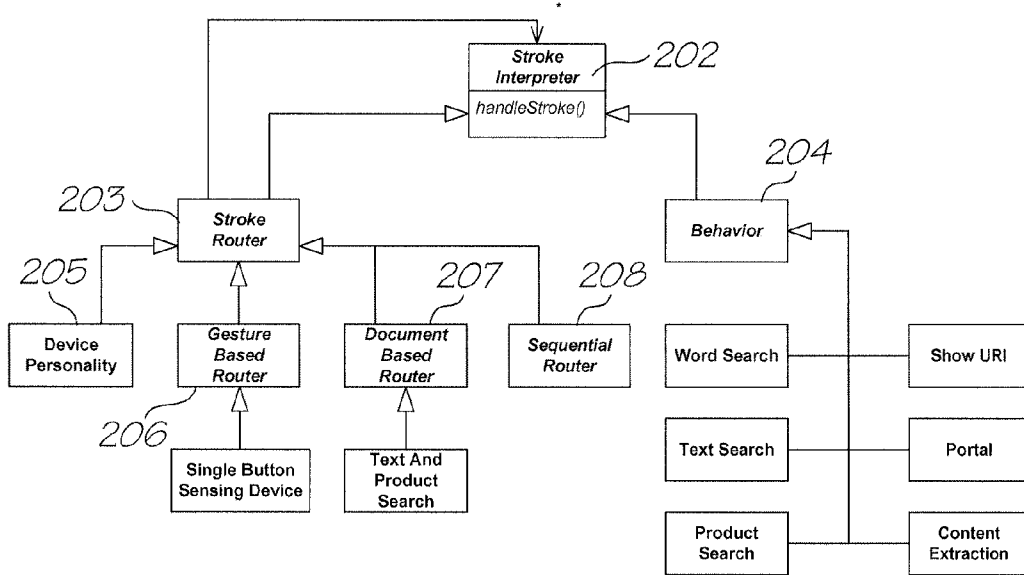 *
Stroke
Interpreter
202
handleStroke()
203
Stroke
Router
204
Behavior
205
207
208
Device
Personality
Gesture
Based
Router
Document
Based
Router
Sequential
Router
Word Search
Show URI
206
Single Button
Sensing Device
Text And
Product
Search
Text Search
Portal
Product
Search
Content
Extraction